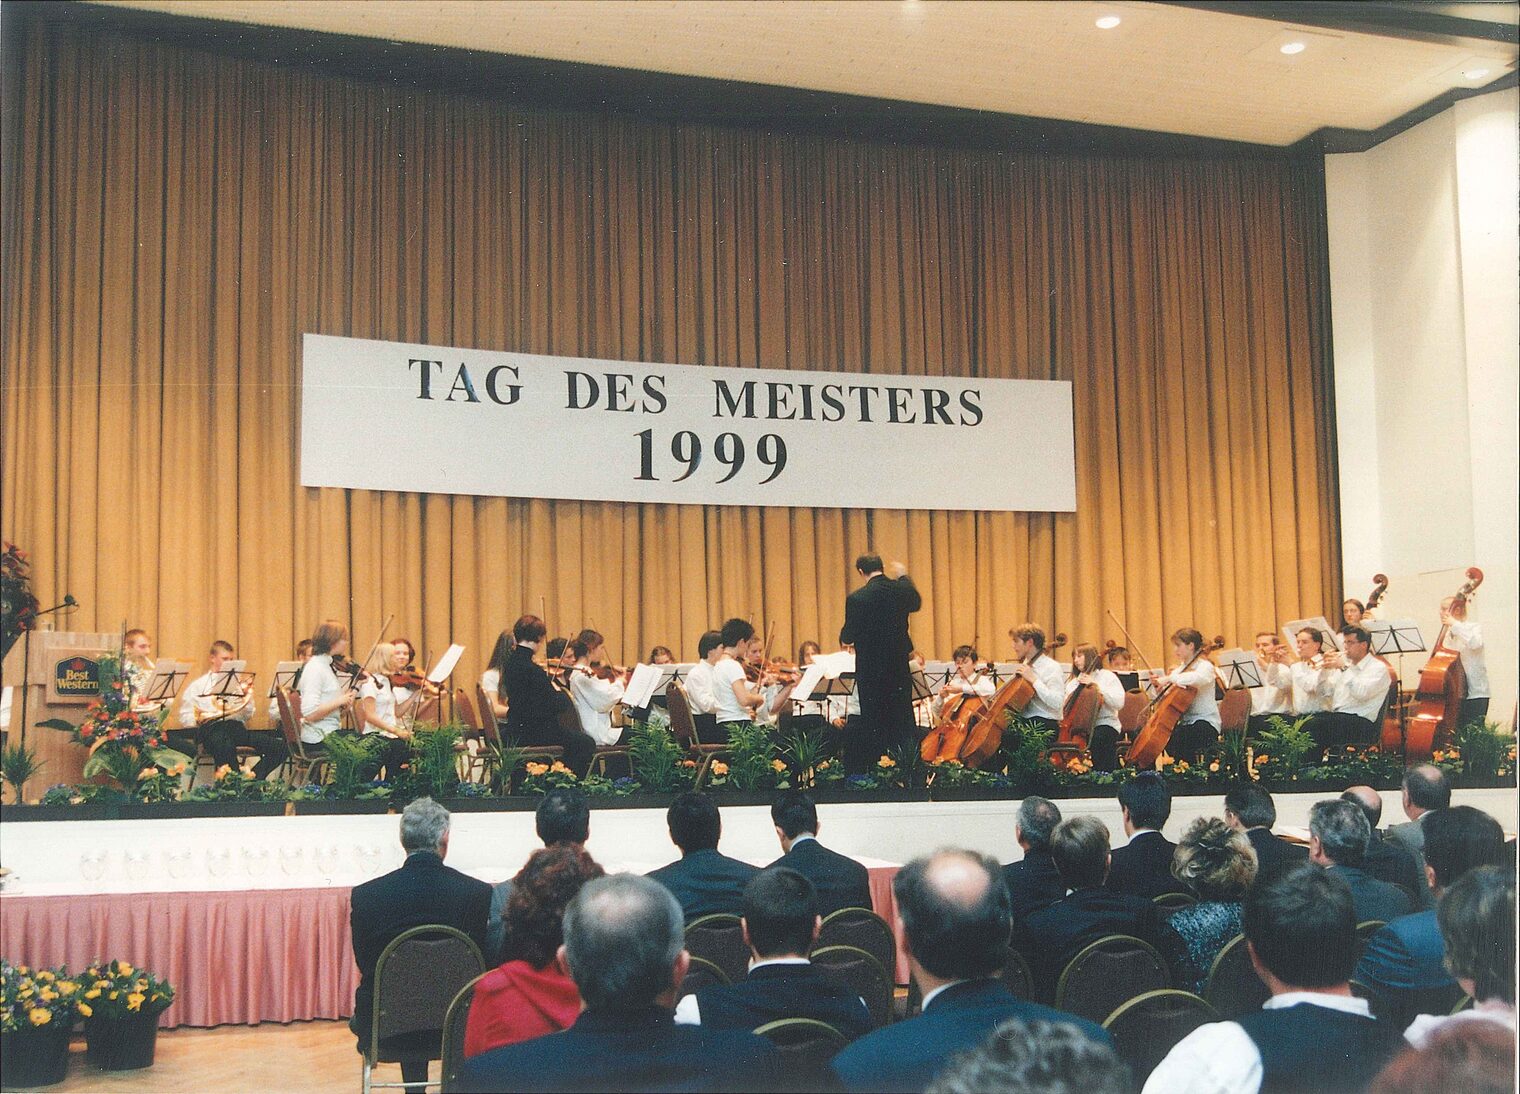 TAG DES MEISTERS
1999
Best
Western